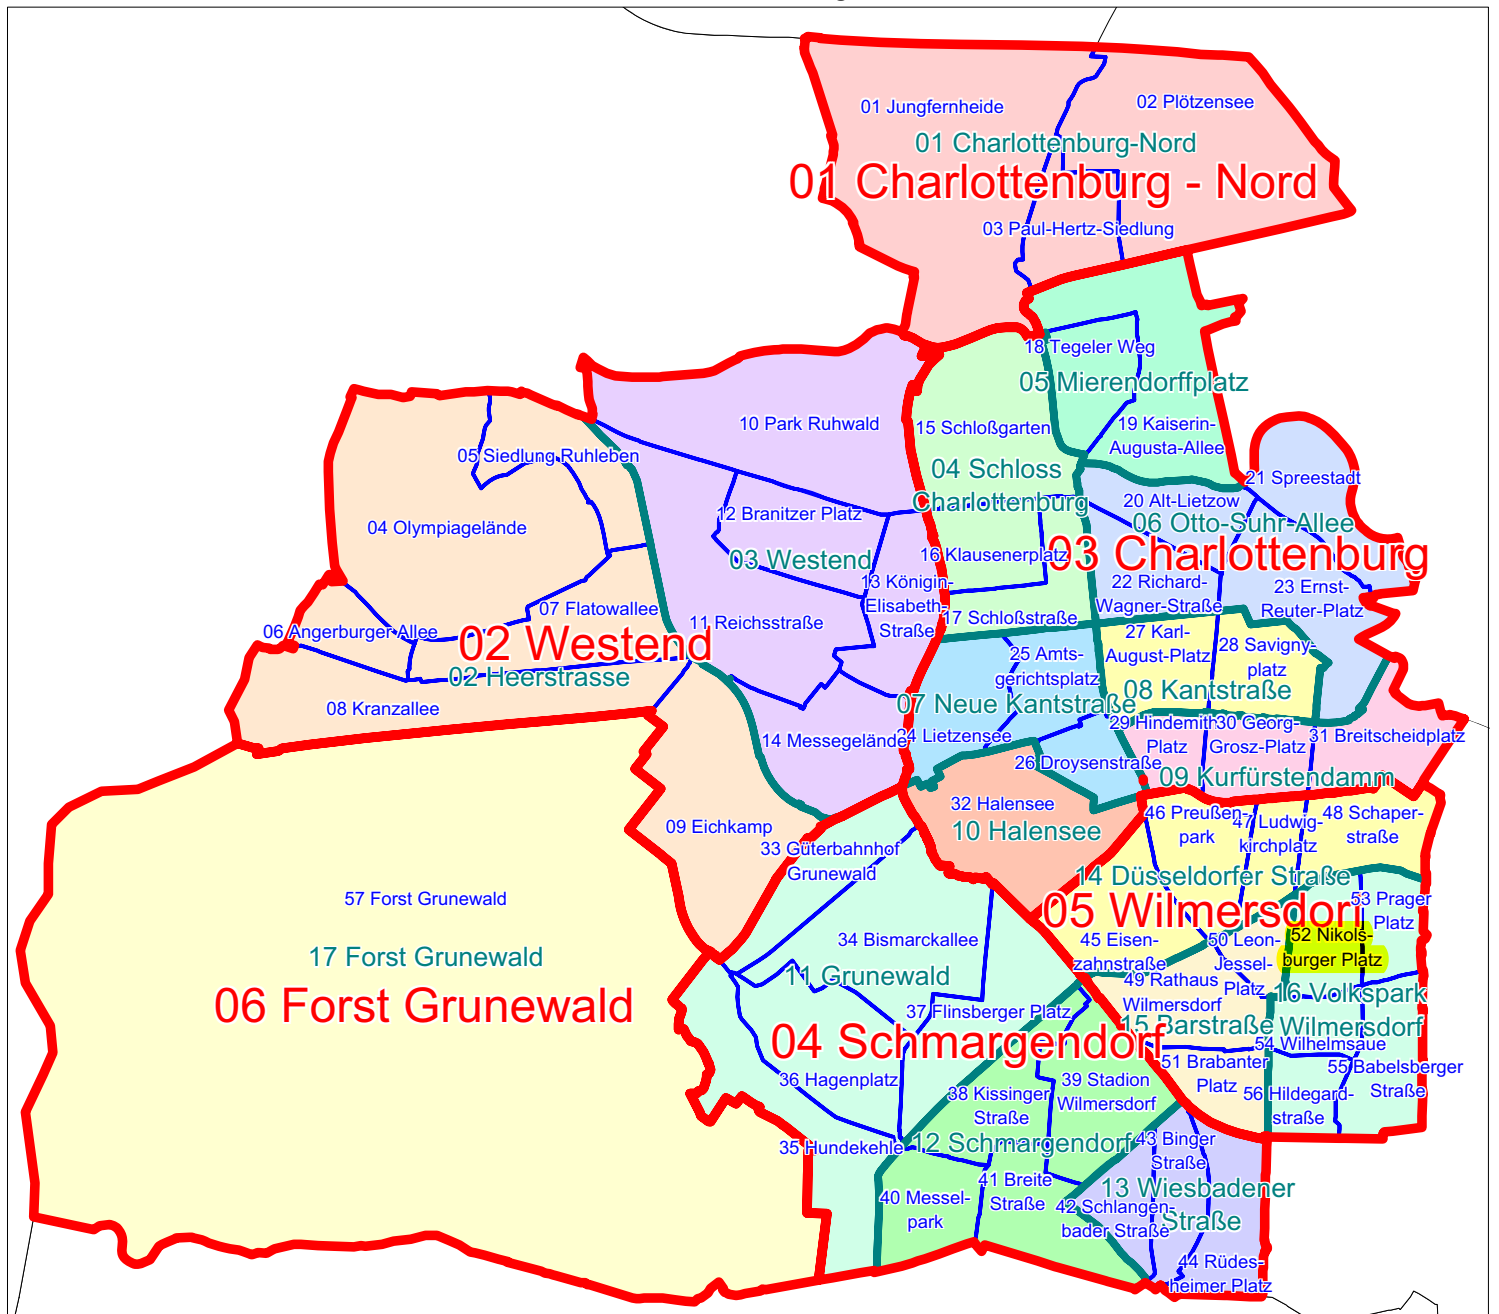 01 Jungfernheide
02 Plötzensee
01 Charlottenburg-Nord
01 Charlottenburg - Nord
03 Paul-Hertz-Siedlung
18 Tegeler Weg
05 Mierendorffplatz
10 Park Ruhwald
15 Schloßgarten
19 Kaiserin-
Augusta-Allee
05 Siedlung Ruhleben
04 Schloss
Charlottenburg
21 Spreestadt
20 Alt-Lietzow
04 Olympiagelände
12 Branitzer Platz
06 Otto-Suhr-Allee
03 Westend
16 Klausenerplatz
03 Charlottenburg
13 Königin-
Elisabeth-
Straße
22 Richard-
Wagner-Straße
23 Ernst-
Reuter-Platz
07 Flatowallee
11 Reichsstraße
17 Schloßstraße
06 Angerburger Allee
02 Westend
02 Heerstrasse
27 Karl-
August-Platz
28 Savigny-
platz
25 Amts-
gerichtsplatz
08 Kantstraße
07 Neue Kantstraße
08 Kranzallee
14 Messegelände
24 Lietzensee
29 Hindemith-
Platz
30 Georg-
Grosz-Platz
31 Breitscheidplatz
26 Droysenstraße
09 Kurfürstendamm
32 Halensee
10 Halensee
46 Preußen-
park
47 Ludwig-
kirchplatz
48 Schaper-
straße
09 Eichkamp
33 Güterbahnhof
Grunewald
14 Düsseldorfer Straße
57 Forst Grunewald
05 Wilmersdorf
53 Prager
Platz
34 Bismarckallee
45 Eisen-
zahnstraße
50 Leon-
Jessel-
Platz
52 Nikols-
burger Platz
17 Forst Grunewald
11 Grunewald
49 Rathaus
Wilmersdorf
16 Volkspark
Wilmersdorf
06 Forst Grunewald
37 Flinsberger Platz
15 Barstraße
04 Schmargendorf
54 Wilhelmsaue
51 Brabanter
Platz
55 Babelsberger
Straße
36 Hagenplatz
38 Kissinger
Straße
39 Stadion
Wilmersdorf
56 Hildegard-
straße
35 Hundekehle
12 Schmargendorf
43 Binger
Straße
40 Messel-
park
41 Breite
Straße
13 Wiesbadener
Straße
42 Schlangen-
bader Straße
44 Rüdes-
heimer Platz